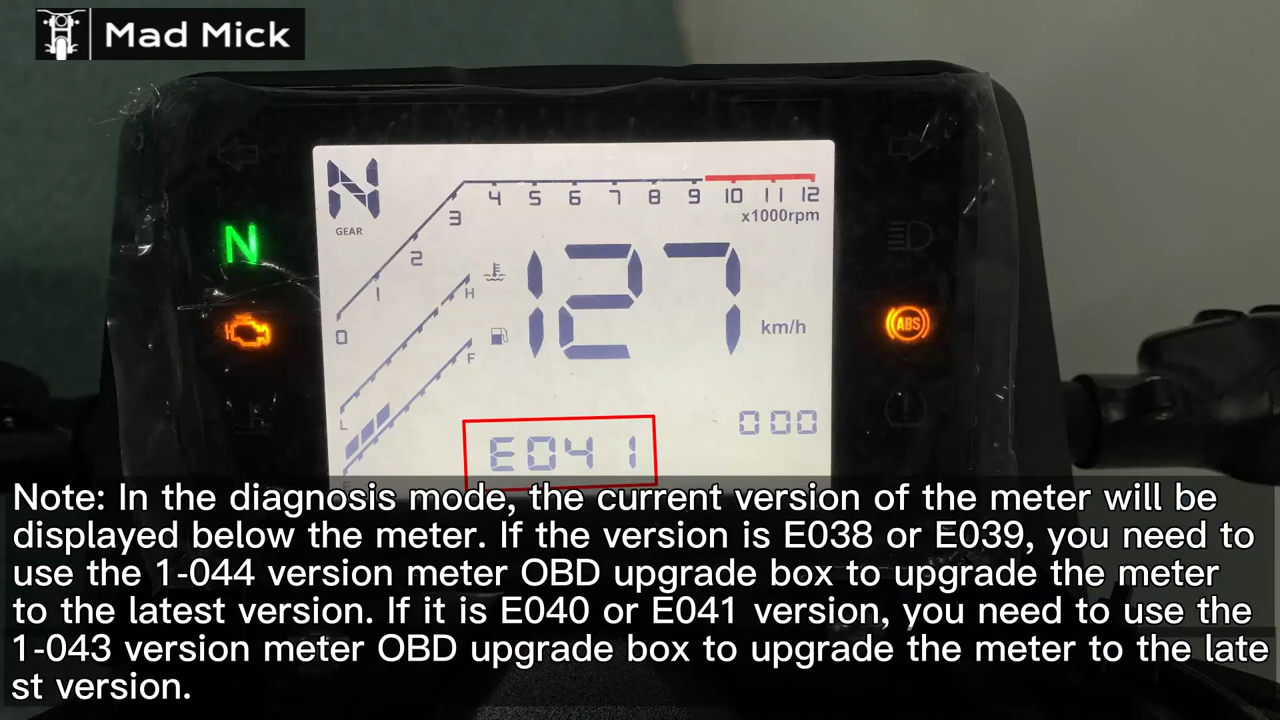 Mad Mick
N
GEAR
0 1 2 3 4 5 6 7 8 9 10 11 12
x1000rpm
N
H
127
km/h
F
ABS
L
000
E041
Note: In the diagnosis mode, the current version of the meter will be
displayed below the meter. If the version is E038 or E039, you need to
use the 1-044 version meter OBD upgrade box to upgrade the meter
to the latest version. If it is E040 or E041 version, you need to use the
1-043 version meter OBD upgrade box to upgrade the meter to the late
st version.